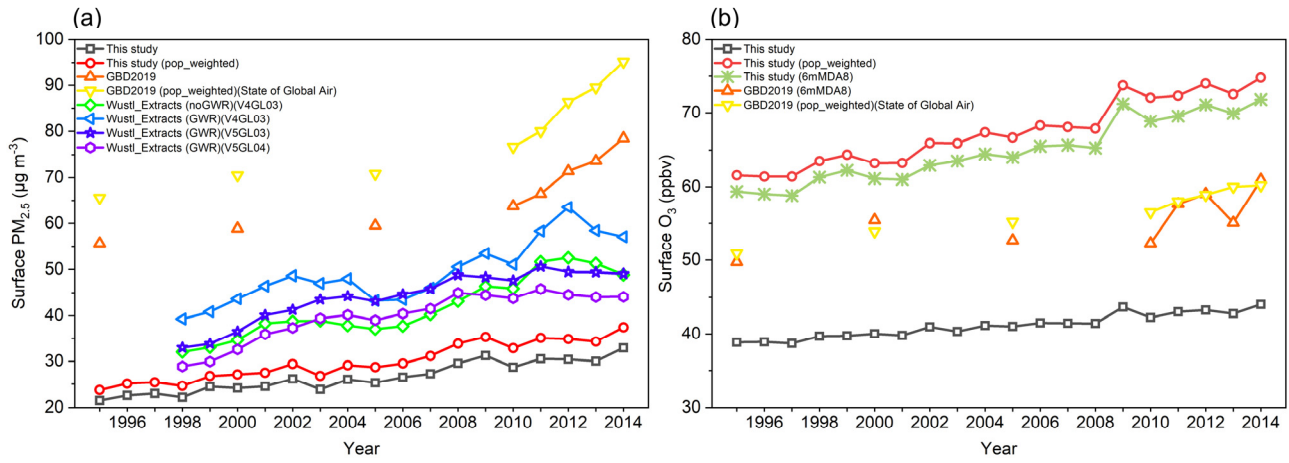 (a)
100
90
80
70
60
50
40
30
20
Surface PM2.5 (µg m-3)
This study
This study (pop_weighted)
GBD2019
GBD2019 (pop_weighted)(State of Global Air)
Wustl_Extracts (noGWR)(V4GL03)
Wustl_Extracts (GWR)(V4GL03)
Wustl_Extracts (GWR)(V5GL03)
Wustl_Extracts (GWR)(V5GL04)
1996 1998 2000 2002 2004 2006 2008 2010 2012 2014
Year
(b)
80
70
60
50
40
30
Surface O3 (ppbv)
This study
This study (pop_weighted)
This study (6mMDA8)
GBD2019 (6mMDA8)
GBD2019 (pop_weighted)(State of Global Air)
1996 1998 2000 2002 2004 2006 2008 2010 2012 2014
Year